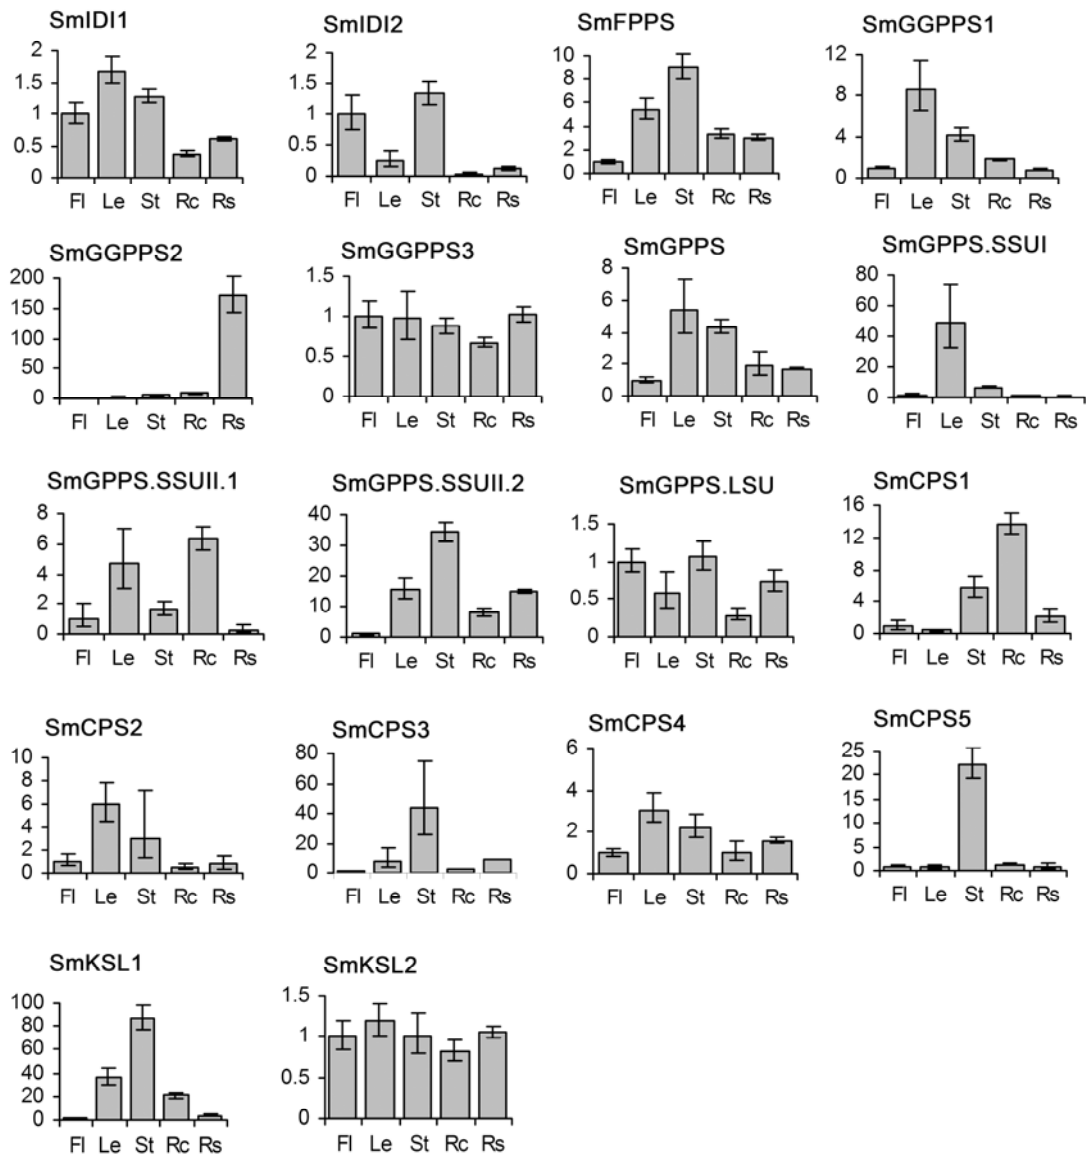 SmIDI1
2
1.5
1
0.5
0
Fl Le St Rc Rs
SmIDI2
2
1.5
1
0.5
0
Fl Le St Rc Rs
SmFPPS
10
8
6
4
2
0
Fl Le St Rc Rs
SmGGPPS1
12
8
4
0
Fl Le St Rc Rs
SmGGPPS2
200
150
100
50
0
Fl Le St Rc Rs
SmGGPPS3
1.5
1
0.5
0
Fl Le St Rc Rs
SmGPPS
8
6
4
2
0
Fl Le St Rc Rs
SmGPPS.SSUI
80
60
40
20
0
Fl Le St Rc Rs
SmGPPS.SSUII.1
8
6
4
2
0
Fl Le St Rc Rs
SmGPPS.SSUII.2
40
30
20
10
0
Fl Le St Rc Rs
SmGPPS.LSU
1.5
1
0.5
0
Fl Le St Rc Rs
SmCPS1
16
12
8
4
0
Fl Le St Rc Rs
SmCPS2
10
8
6
4
2
0
Fl Le St Rc Rs
SmCPS3
80
60
40
20
0
Fl Le St Rc Rs
SmCPS4
6
4
2
0
Fl Le St Rc Rs
SmCPS5
25
20
15
10
5
0
Fl Le St Rc Rs
SmKSL1
100
80
60
40
20
0
Fl Le St Rc Rs
SmKSL2
1.5
1
0.5
0
Fl Le St Rc Rs